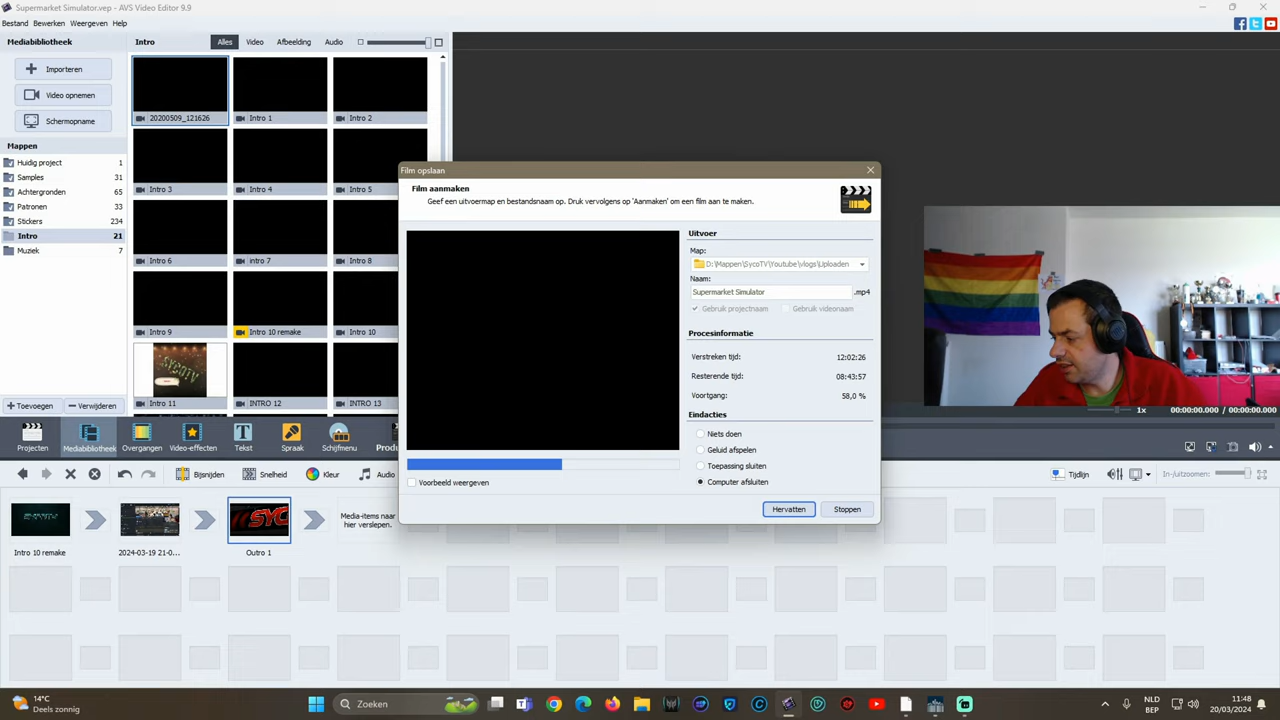 Supermarket Simulator.vep - AVS Video Editor 9.9
Bestand Bewerken Weergeven Help
Mediabibliotheek
Importeren
Video opnemen
Schermopname
Mappen
Huidig project 1
Samples 31
Achtergronden 65
Patronen 33
Stickers 234
Intro 21
Muziek 7
Toevoegen Verwijderen
Intro Alles Video Afbeelding Audio
20200509_121626 Intro 1 Intro 2
Intro 3 Intro 4 Intro 5
Intro 6 intro 7 Intro 8
Intro 9 Intro 10 remake Intro 10
Intro 11 INTRO 12 INTRO 13
Film opslaan
Film aanmaken
Geef een uitvoermap en bestandsnaam op. Druk vervolgens op 'Aanmaken' om een film aan te maken.
Uitvoer
Map:
D:\Mappen\SycoTV\Youtube\vlogs\Uploaden
Naam:
Supermarket Simulator .mp4
Gebruik projectnaam Gebruik videonaam
Procesinformatie
Verstreken tijd: 12:02:26
Resterende tijd: 08:43:57
Voortgang: 58,0 %
Eindacties
Niets doen
Geluid afspelen
Toepassing sluiten
Computer afsluiten
Voorbeeld weergeven
Hervatten Stoppen
1x 00:00:00.000 / 00:00:00.000
Projecten Mediabibliotheek Overgangen Video-effecten Tekst Spraak Schijfmenu
Bijsnijden Snelheid Kleur Audio
Tijdlijn In-/uitzoomen:
SYC
Media-items naar
hier verslepen.
Intro 10 remake 2024-03-19 21-0... Outro 1
14°C
Deels zonnig
Zoeken
NLD
BEP
11:48
20/03/2024